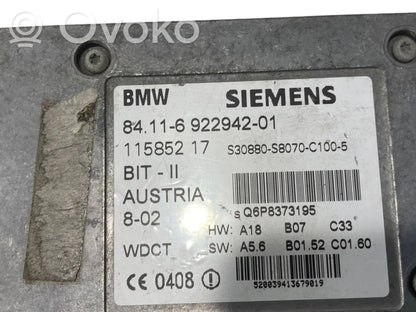 Ovoko
BMW SIEMENS
84.11-6 922942-01
115852 17 S30880-S8070-C100-5
BIT - II
AUSTRIA
8-02 S Q6P8373195
HW: A18 B07 C33
WDCT SW: A5.6 B01.52 C01.60
CE 0408
520039413679019